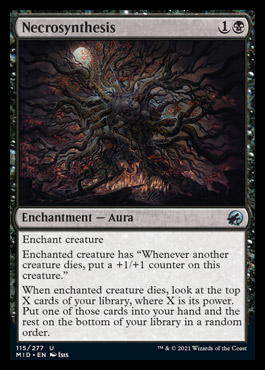 Necrosynthesis 1
Enchantment — Aura
Enchant creature
Enchanted creature has “Whenever another
creature dies, put a +1/+1 counter on this
creature.”
When enchanted creature dies, look at the top
X cards of your library, where X is its power.
Put one of those cards into your hand and the
rest on the bottom of your library in a random
order.
115/277 U
MID • EN Isis
™ & © 2021 Wizards of the Coast